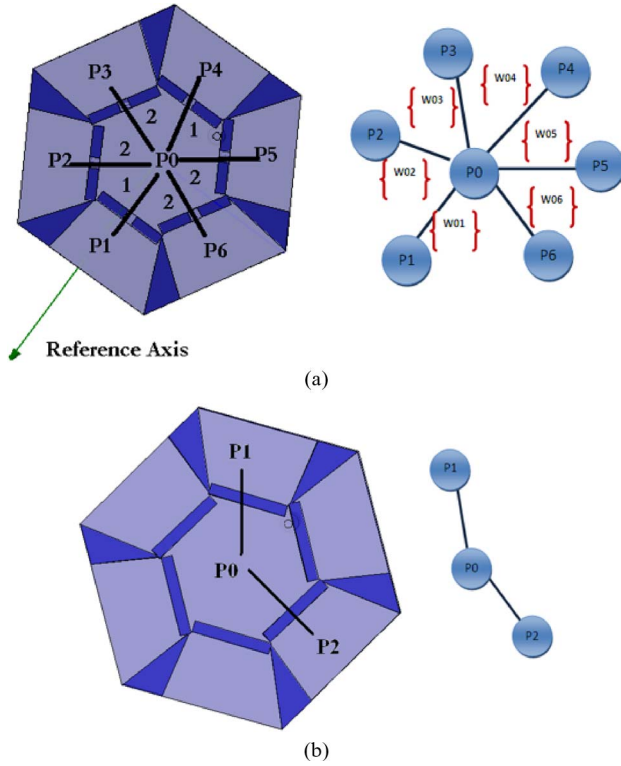 P3 P4
2 1
P2 2 P0 P5
1 2 2
P1 P6
Reference Axis
P3 W04 P4
W03
P2 W05
P0 P5
W02
W01 W06
P1 P6
(a)
P1
P0
P2
P1
P0
P2
(b)